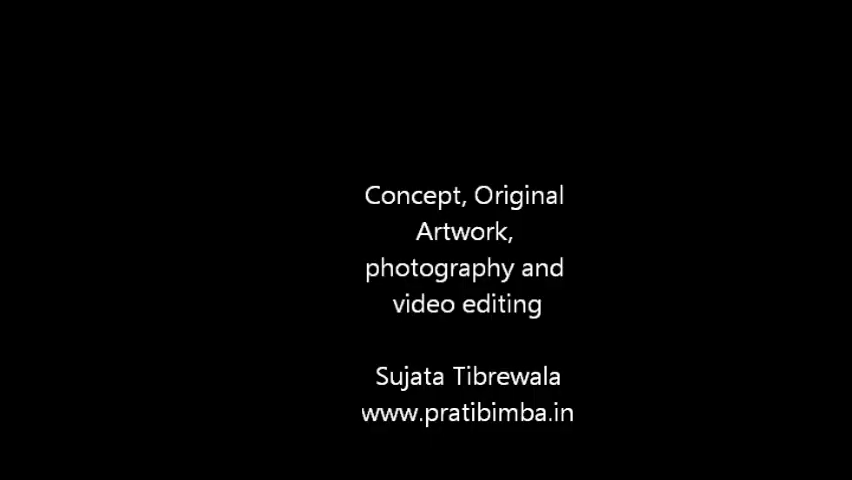 Concept, Original
Artwork,
photography and
video editing
Sujata Tibrewala
www.pratibimba.in